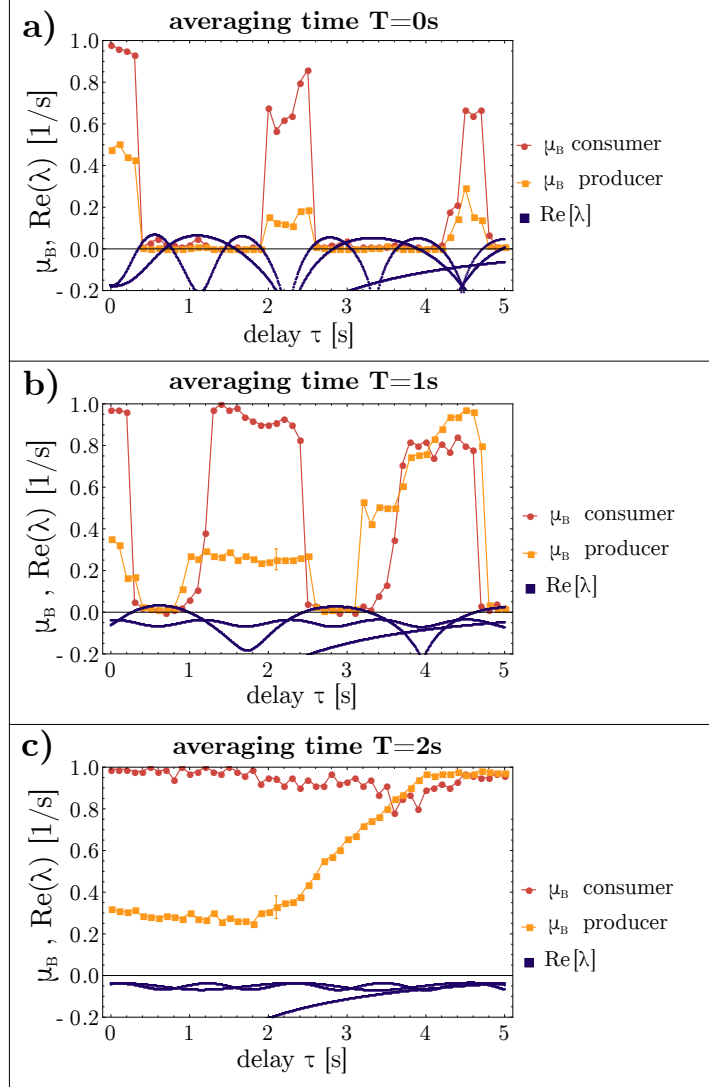 a) averaging time T=0s
μB, Re(λ) [1/s]
1.0
0.8
0.6
0.4
0.2
0.0
- 0.2
0 1 2 3 4 5
delay τ [s]
μB consumer
μB producer
Re[λ]
b) averaging time T=1s
μB , Re(λ) [1/s]
1.0
0.8
0.6
0.4
0.2
0.0
- 0.2
0 1 2 3 4 5
delay τ [s]
μB consumer
μB producer
Re[λ]
c) averaging time T=2s
μB , Re(λ) [1/s]
1.0
0.8
0.6
0.4
0.2
0.0
- 0.2
0 1 2 3 4 5
delay τ [s]
μB consumer
μB producer
Re[λ]